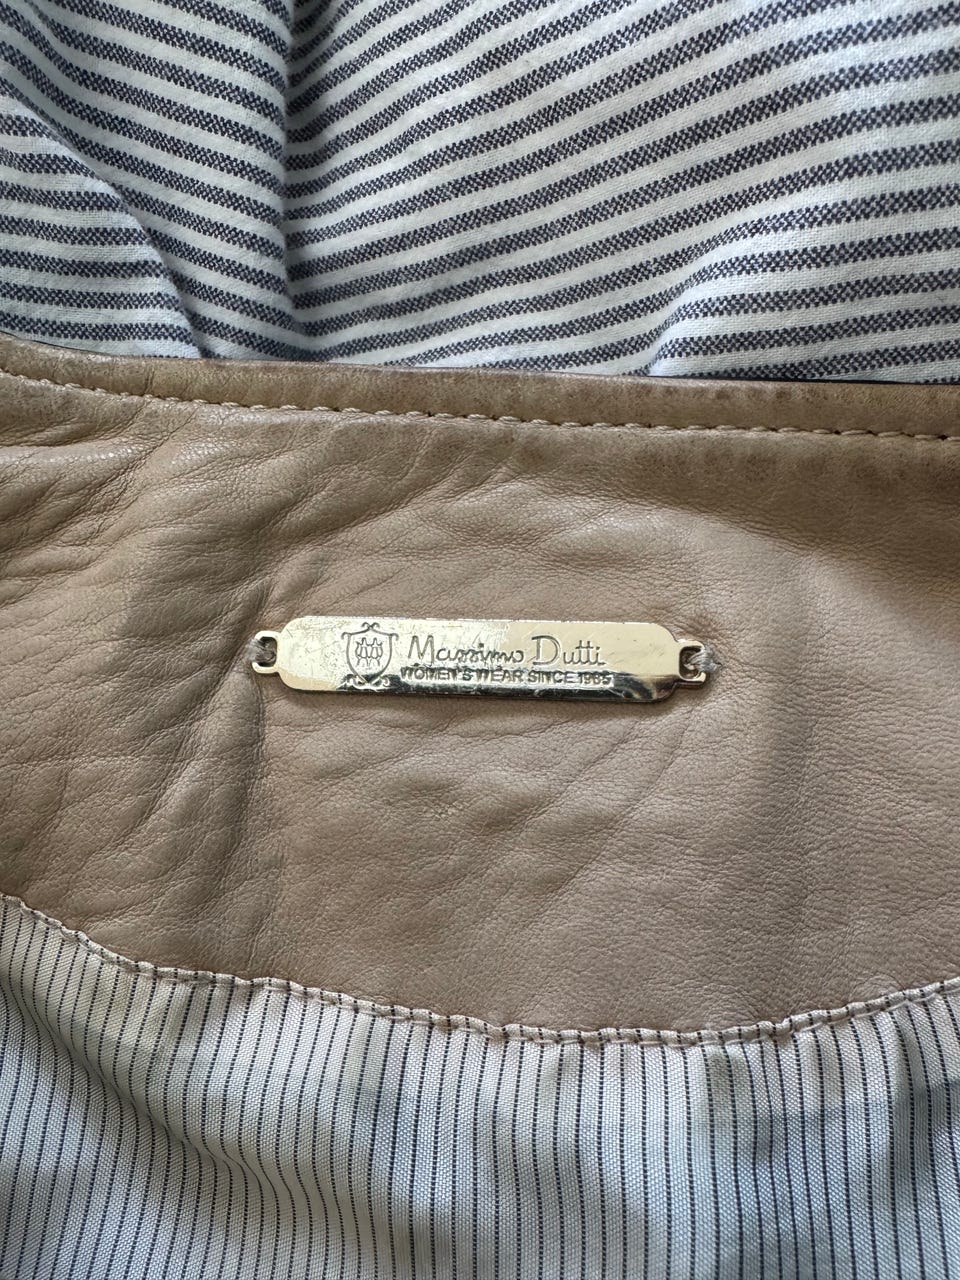 Massimo Dutti
WOMEN'S WEAR SINCE 1985